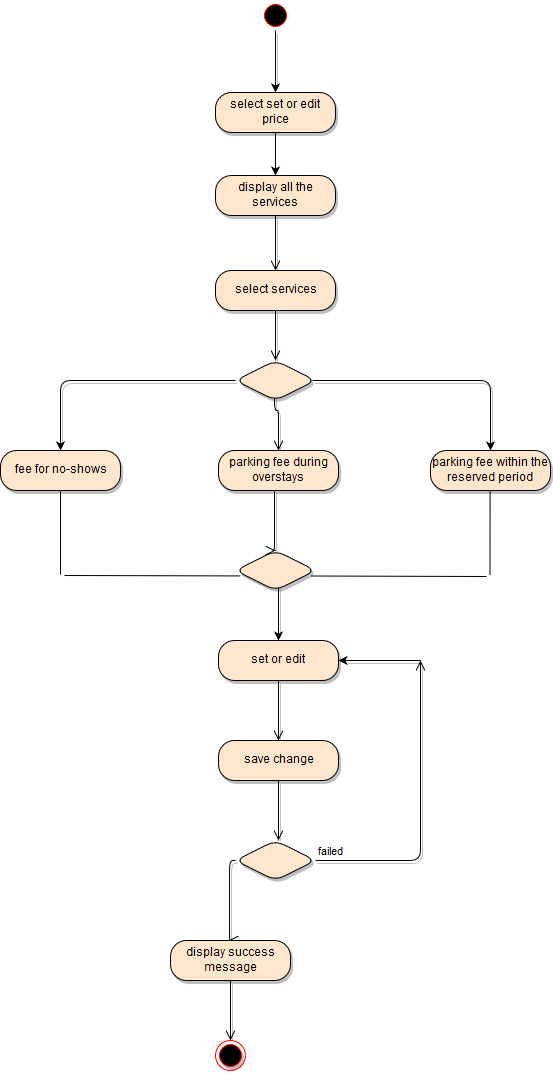 select set or edit
price
display all the
services
select services
fee for no-shows
parking fee during
overstays
parking fee within the
reserved period
set or edit
save change
failed
display success
message